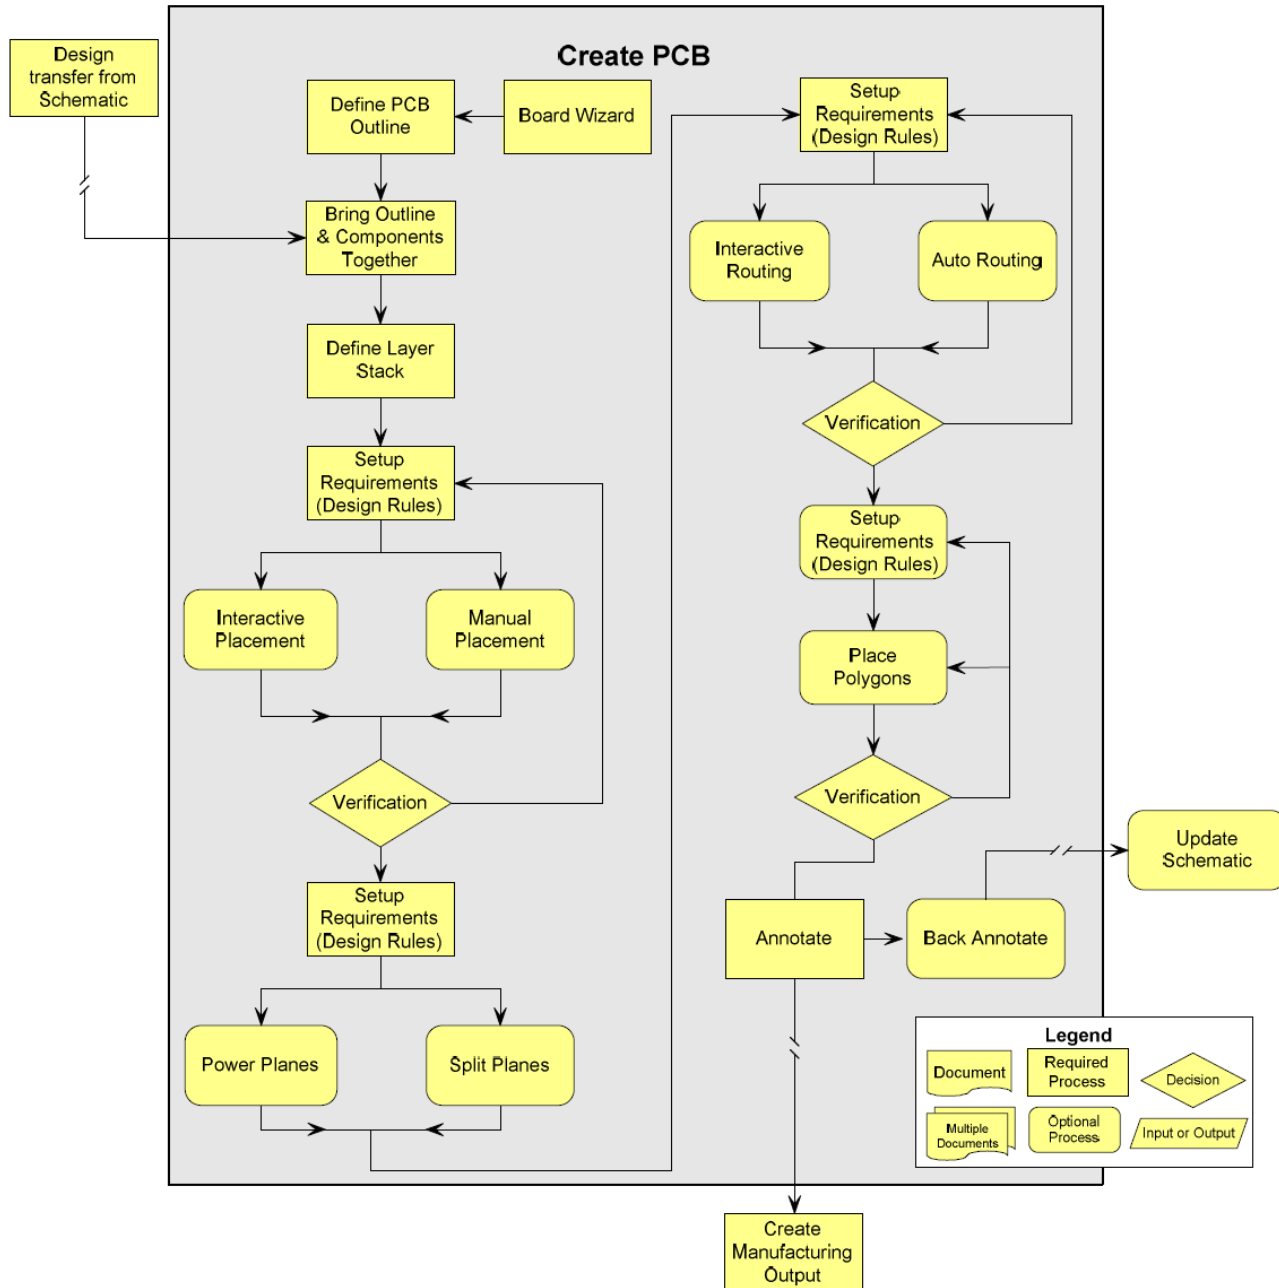 Create PCB
Design
transfer from
Schematic
Define PCB
Outline
Board Wizard
Bring Outline
& Components
Together
Define Layer
Stack
Setup
Requirements
(Design Rules)
Interactive
Placement
Manual
Placement
Verification
Setup
Requirements
(Design Rules)
Power Planes
Split Planes
Setup
Requirements
(Design Rules)
Interactive
Routing
Auto Routing
Verification
Setup
Requirements
(Design Rules)
Place
Polygons
Verification
Annotate
Back Annotate
Update
Schematic
Create
Manufacturing
Output
Legend
Document
Required
Process
Decision
Multiple
Documents
Optional
Process
Input or Output